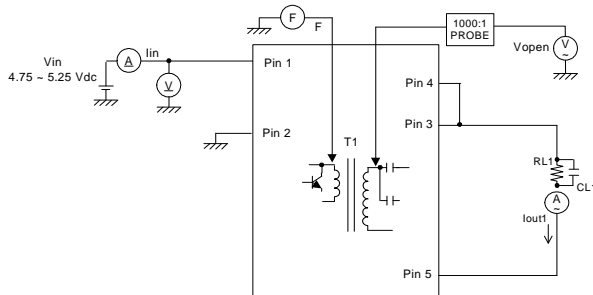 F
F
1000:1
PROBE
Vin
4.75 ~ 5.25 Vdc
A
Iin
V
Vopen
V
~
Pin 1
Pin 4
Pin 3
Pin 2
T1
RL1
CL1
A
~
Iout1
Pin 5